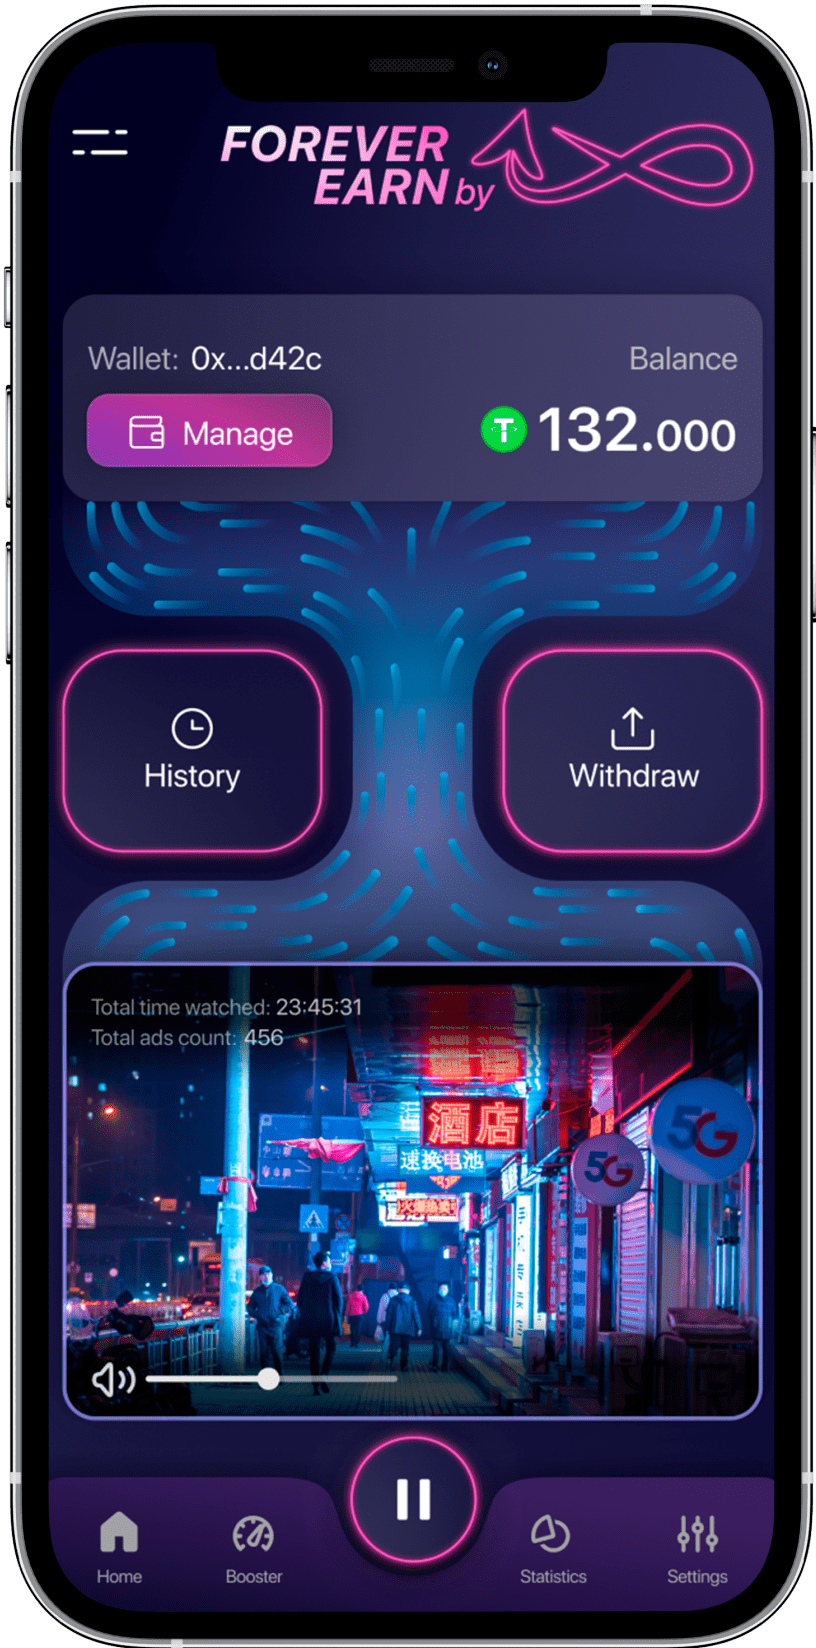 FOREVER
EARN by
Wallet: 0x...d42c
Balance
Manage
132.000
History
Withdraw
Total time watched: 23:45:31
Total ads count: 456
酒店
速换电池
5G
5G
Home
Booster
Statistics
Settings